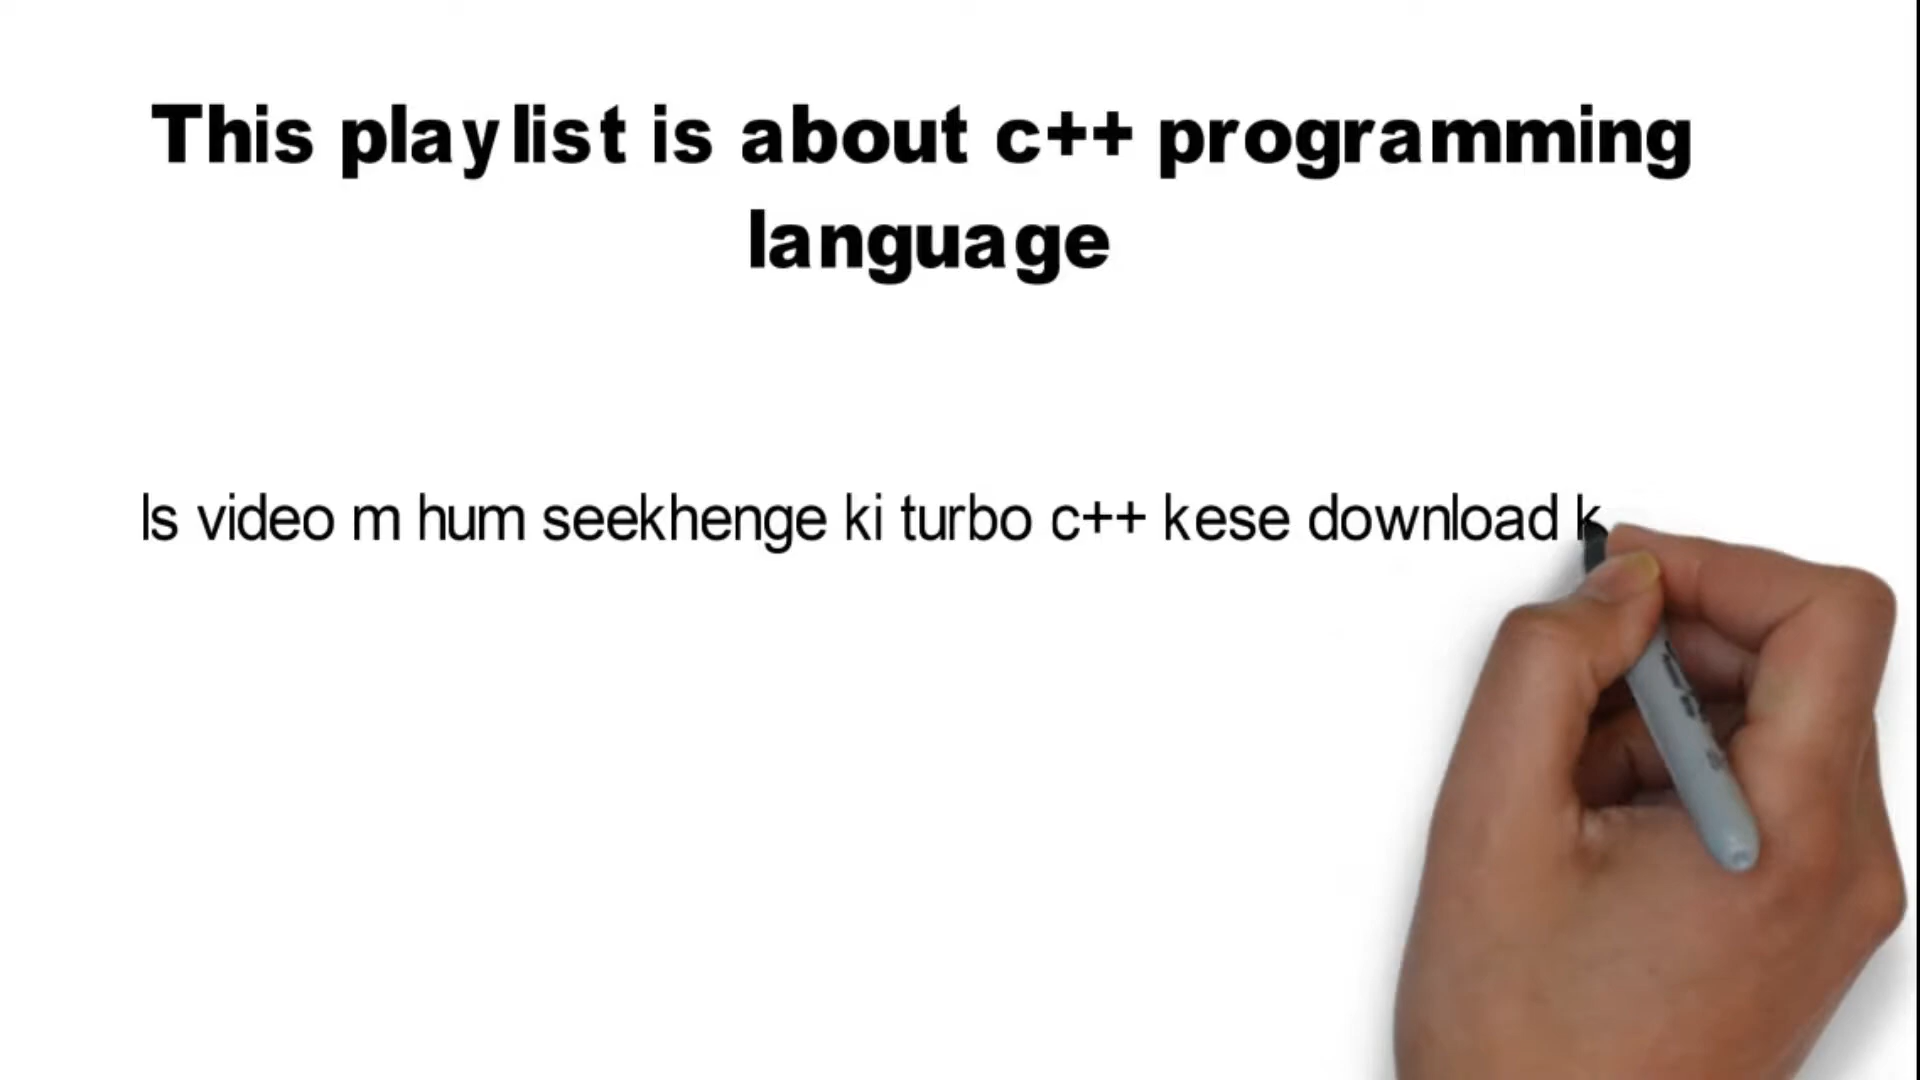 This playlist is about c++ programming
language
Is video m hum seekhenge ki turbo c++ kese download k